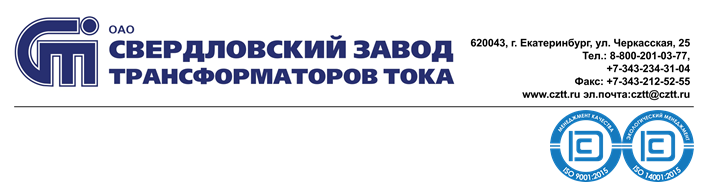 ОАО
СВЕРДЛОВСКИЙ ЗАВОД
ТРАНСФОРМАТОРОВ ТОКА
620043, г. Екатеринбург, ул. Черкасская, 25
Тел.: 8-800-201-03-77,
+7-343-234-31-04
Факс: +7-343-212-52-55
www.cztt.ru эл.почта:cztt@cztt.ru
МЕНЕДЖМЕНТ КАЧЕСТВА
ISO 9001:2015
ЭКОЛОГИЧЕСКИЙ МЕНЕДЖМЕНТ
ISO 14001:2015